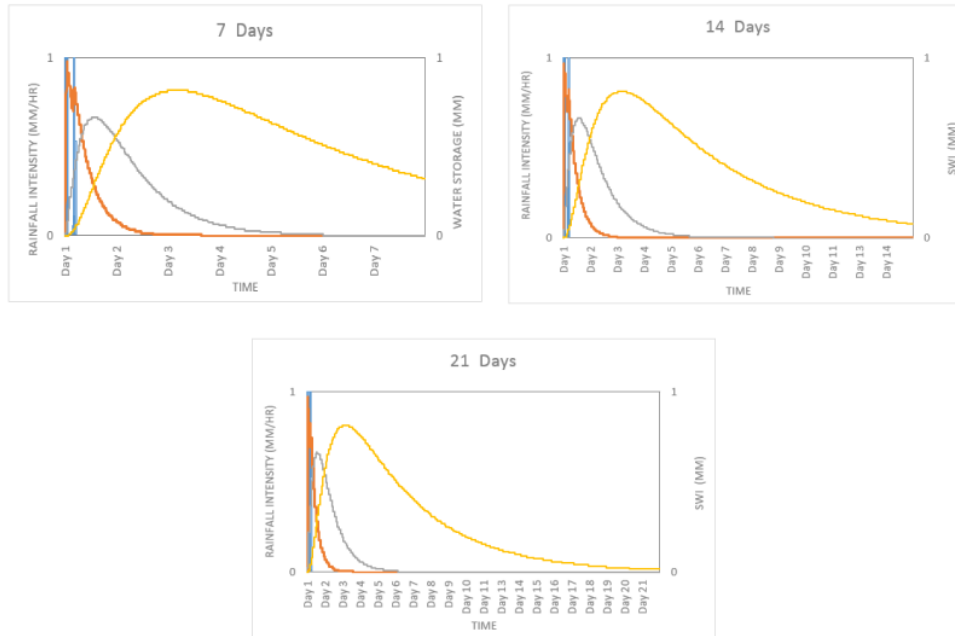 7 Days
1
1
RAINFALL INTENSITY (MM/HR)
WATER STORAGE (MM)
0
0
Day 1
Day 2
Day 3
Day 4
Day 5
Day 6
Day 7
TIME
14 Days
1
1
RAINFALL INTENSITY (MM/HR)
SWI (MM)
0
0
Day 1
Day 2
Day 3
Day 4
Day 5
Day 6
Day 7
Day 8
Day 9
Day 10
Day 11
Day 12
Day 13
Day 14
TIME
21 Days
1
1
RAINFALL INTENSITY (MM/HR)
SWI (MM)
0
0
Day 1
Day 2
Day 3
Day 4
Day 5
Day 6
Day 7
Day 8
Day 9
Day 10
Day 11
Day 12
Day 13
Day 14
Day 15
Day 16
Day 17
Day 18
Day 19
Day 20
Day 21
TIME